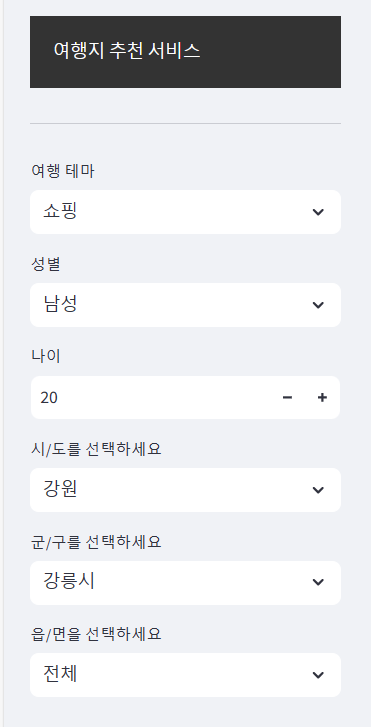 여행지 추천 서비스
여행 테마
쇼핑
성별
남성
나이
20
시/도를 선택하세요
강원
군/구를 선택하세요
강릉시
읍/면을 선택하세요
전체